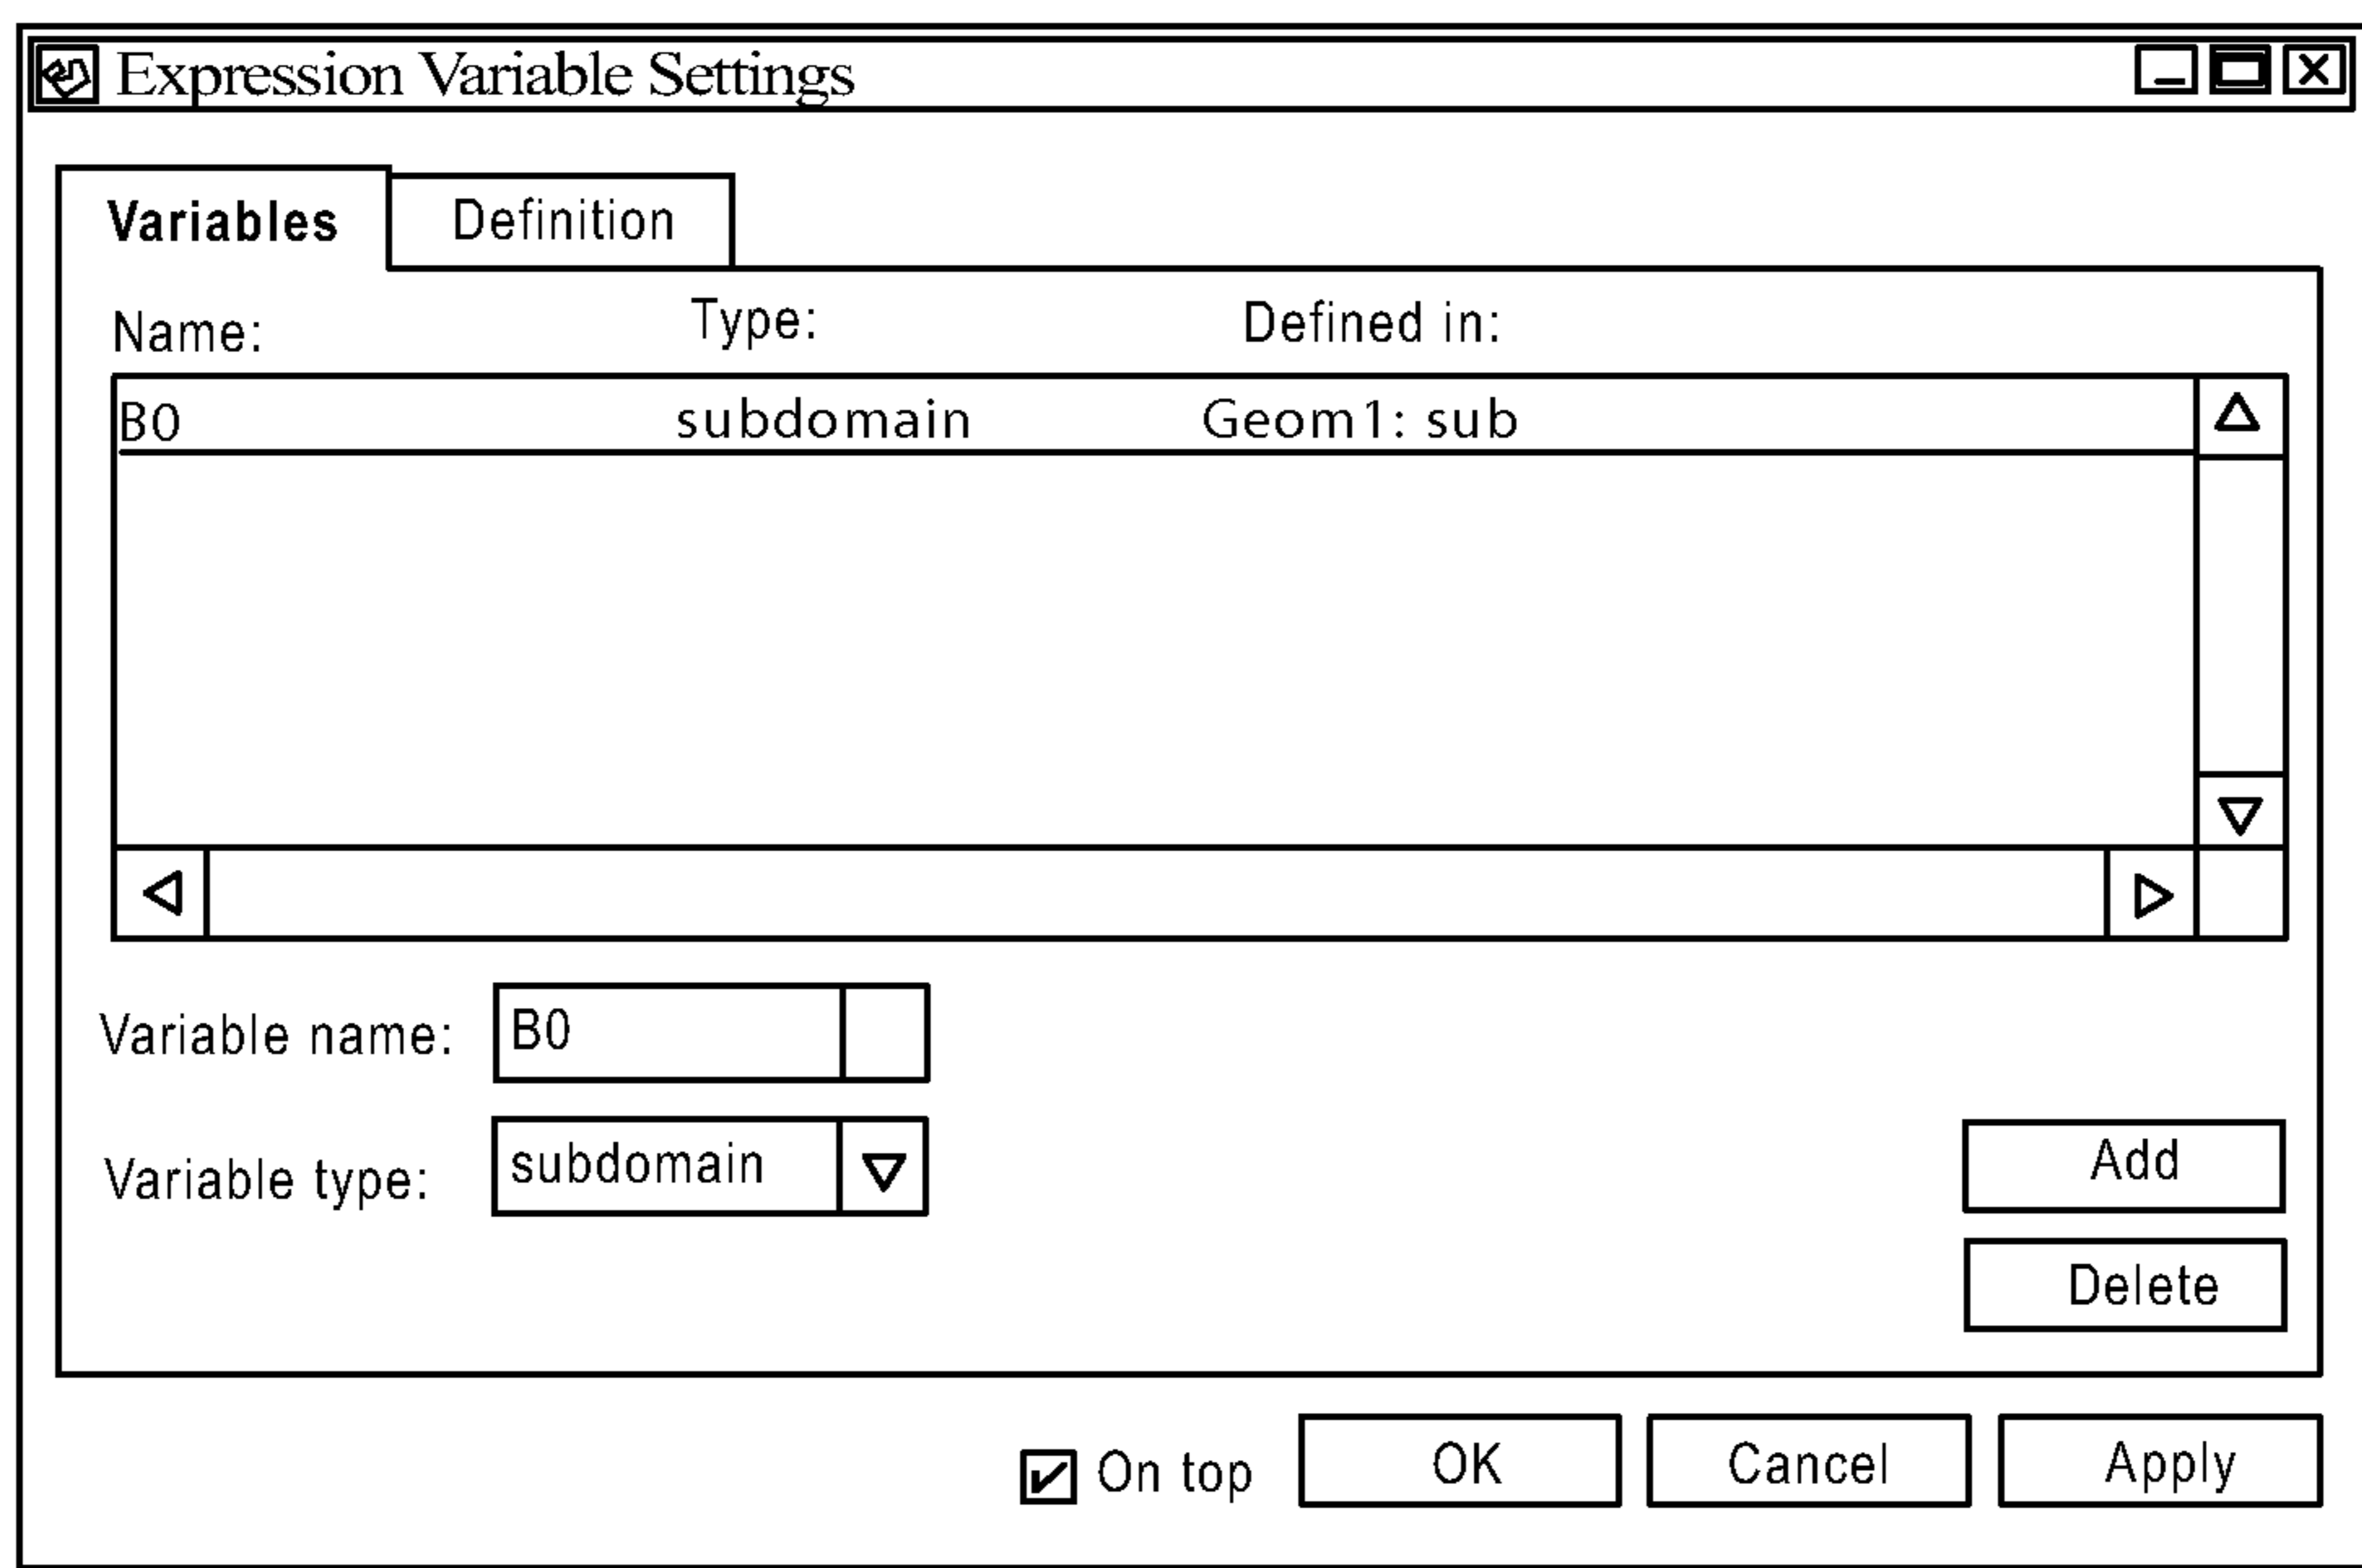 Expression Variable Settings
Variables Definition
Name: Type: Defined in:
B0 subdomain Geom1: sub
Variable name: B0
Variable type: subdomain
Add
Delete
On top OK Cancel Apply